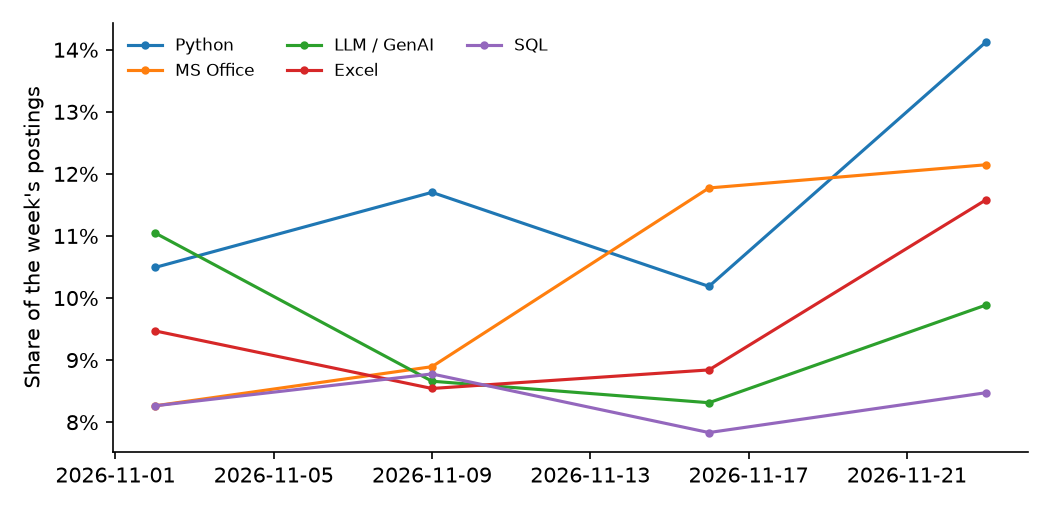 Python
LLM / GenAI
SQL
MS Office
Excel
Share of the week's postings
14%
13%
12%
11%
10%
9%
8%
2026-11-01
2026-11-05
2026-11-09
2026-11-13
2026-11-17
2026-11-21